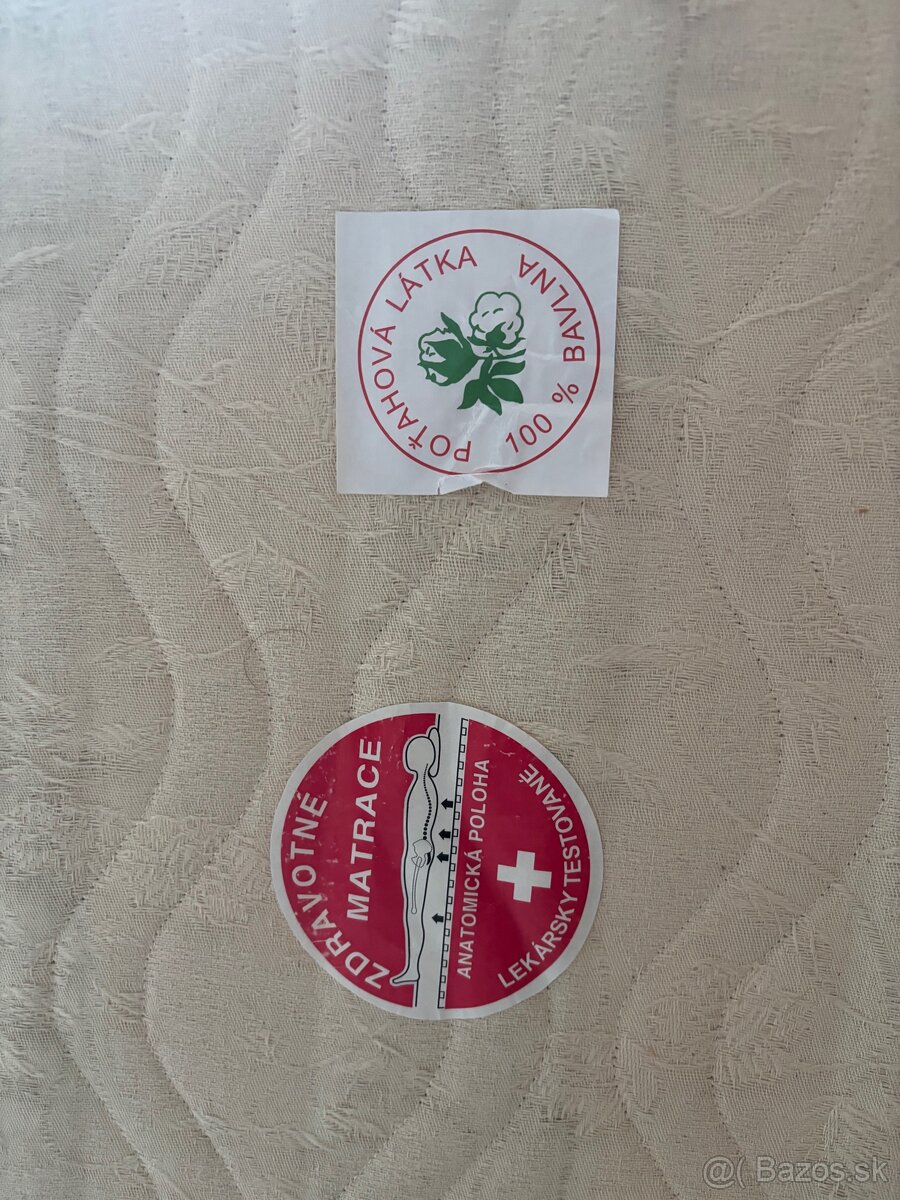 POŤAHOVÁ LÁTKA
100 % BAVLNA
ZDRAVOTNÉ
MATRACE
ANATOMICKÁ POLOHA
LEKÁRSKY TESTOVANÉ
@( Bazos.sk